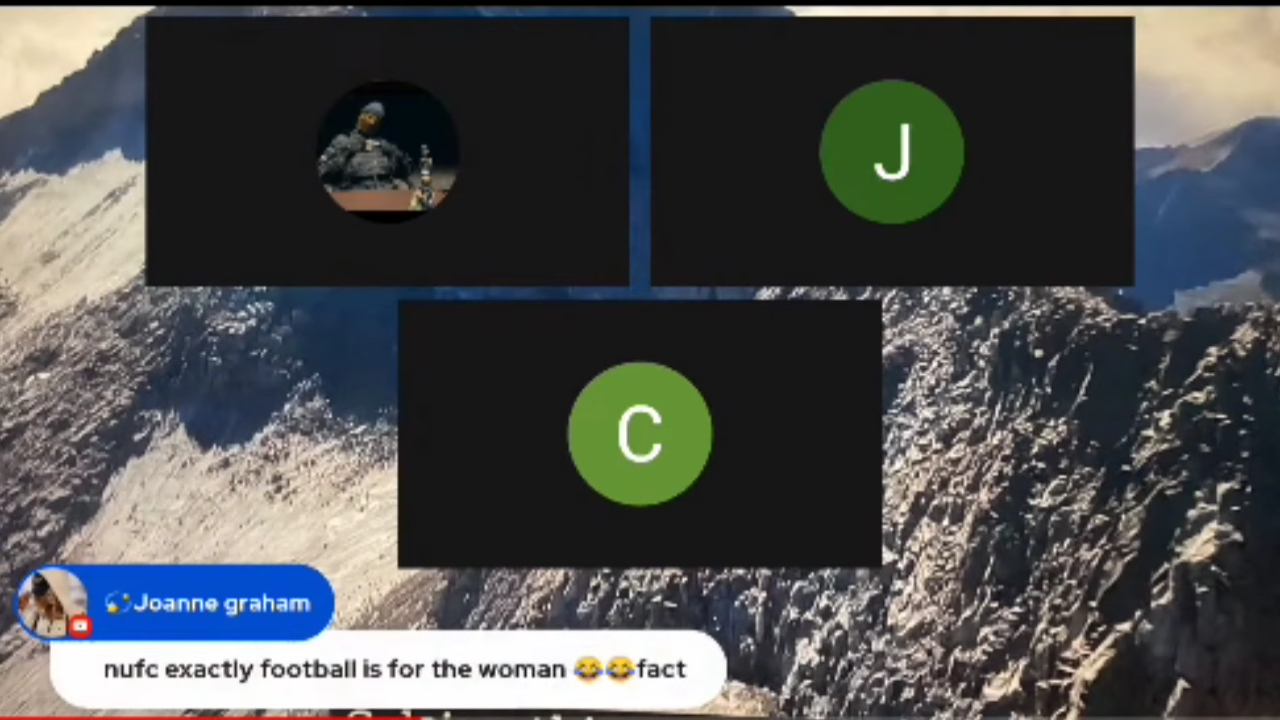 J
C
💫Joanne graham
nufc exactly football is for the woman 😂😂fact